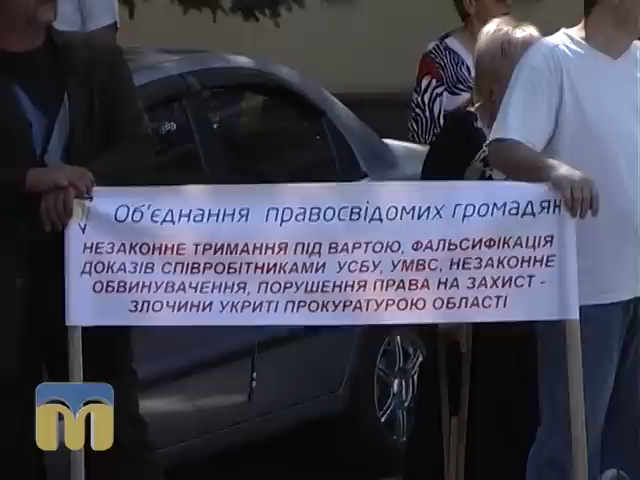 Об'єднання правосвідомих громадян
НЕЗАКОННЕ ТРИМАННЯ ПІД ВАРТОЮ, ФАЛЬСИФІКАЦІЯ
ДОКАЗІВ СПІВРОБІТНИКАМИ УСБУ, УМВС, НЕЗАКОННЕ
ОБВИНУВАЧЕННЯ, ПОРУШЕННЯ ПРАВА НА ЗАХИСТ -
ЗЛОЧИНИ УКРИТІ ПРОКУРАТУРОЮ ОБЛАСТІ